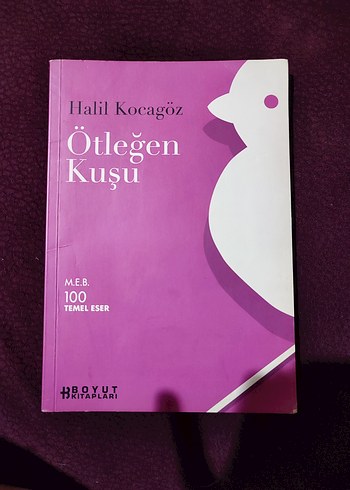 Halil Kocagöz
Ötleğen
Kuşu
M.E.B.
100
TEMEL ESER
BOYUT
KİTAPLARI